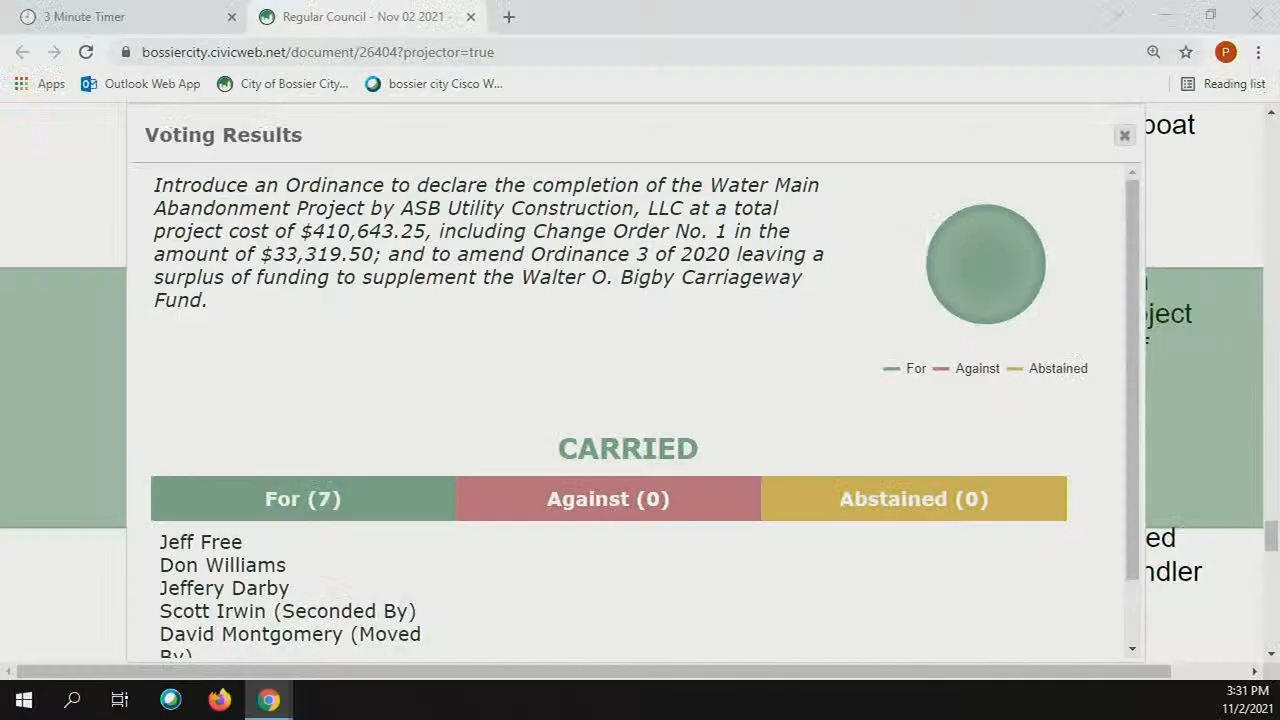 3 Minute Timer
Regular Council - Nov 02 2021 -
bossiercity.civicweb.net/document/26404?projector=true
P
Apps
Outlook Web App
City of Bossier City...
bossier city Cisco W...
Reading list
Voting Results
Introduce an Ordinance to declare the completion of the Water Main
Abandonment Project by ASB Utility Construction, LLC at a total
project cost of $410,643.25, including Change Order No. 1 in the
amount of $33,319.50; and to amend Ordinance 3 of 2020 leaving a
surplus of funding to supplement the Walter O. Bigby Carriageway
Fund.
For
Against
Abstained
CARRIED
For (7)
Against (0)
Abstained (0)
Jeff Free
Don Williams
Jeffery Darby
Scott Irwin (Seconded By)
David Montgomery (Moved
By)
oat
ject
ed
ndler
3:31 PM
11/2/2021